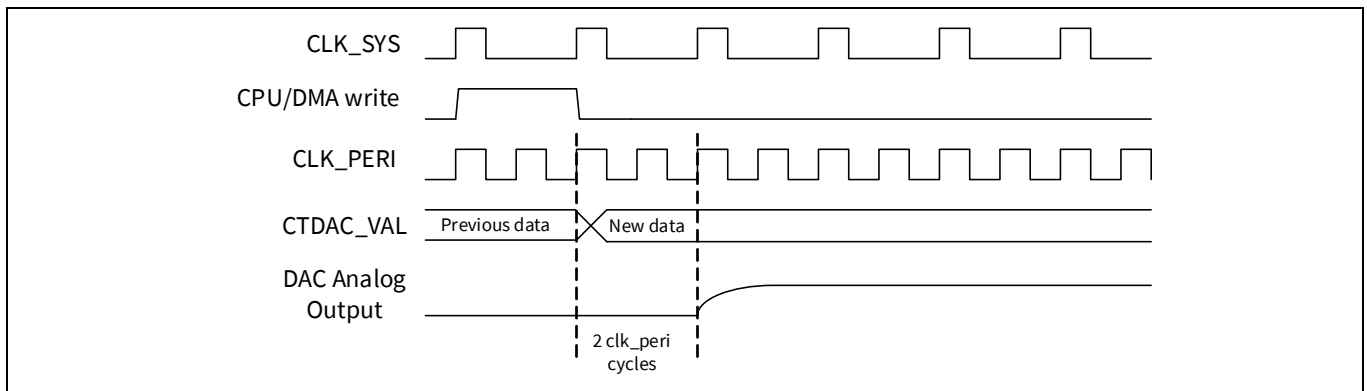 CLK_SYS
CPU/DMA write
CLK_PERI
CTDAC_VAL
Previous data
New data
DAC Analog
Output
2 clk_peri
cycles